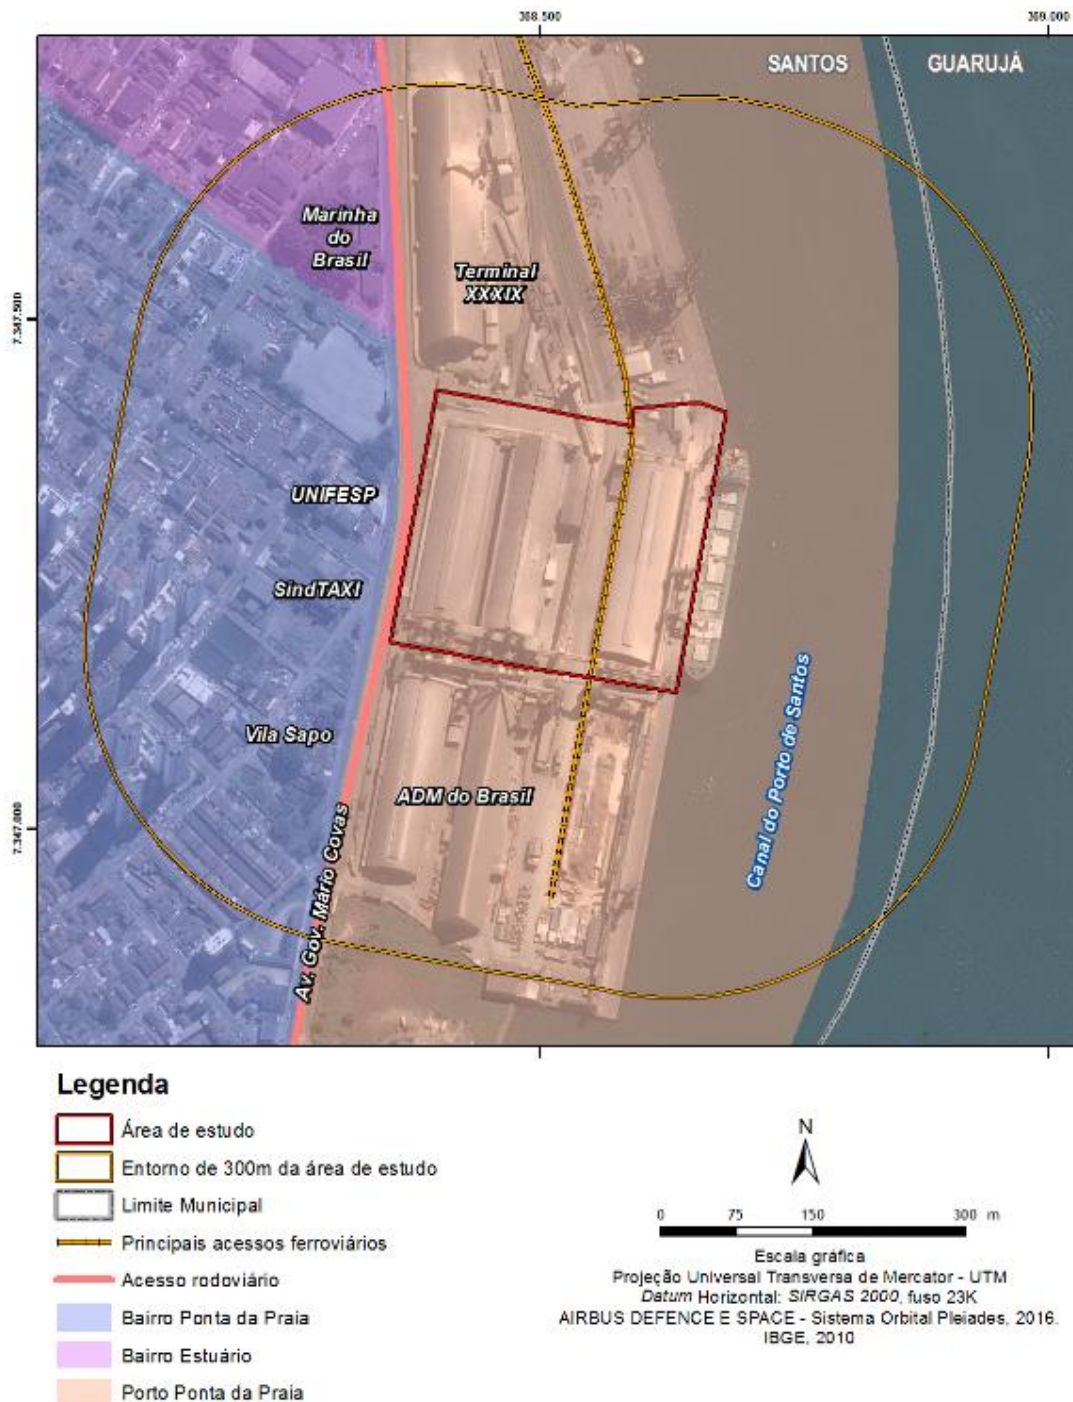 368.500
369.000
SANTOS
GUARUJÁ
Marinha
do
Brasil
Terminal
XXXIX
7.347.500
UNIFESP
SindTAXI
Vila Sapo
ADM do Brasil
7.347.000
Av. Gov. Mário Covas
Canal do Porto de Santos
Legenda
Área de estudo
Entorno de 300m da área de estudo
Limite Municipal
Principais acessos ferroviários
Acesso rodoviário
Bairro Ponta da Praia
Bairro Estuário
Porto Ponta da Praia
N
0 75 150 300 m
Escala gráfica
Projeção Universal Transversa de Mercator - UTM
Datum Horizontal: SIRGAS 2000, fuso 23K
AIRBUS DEFENCE E SPACE - Sistema Orbital Pleiades, 2016.
IBGE, 2010